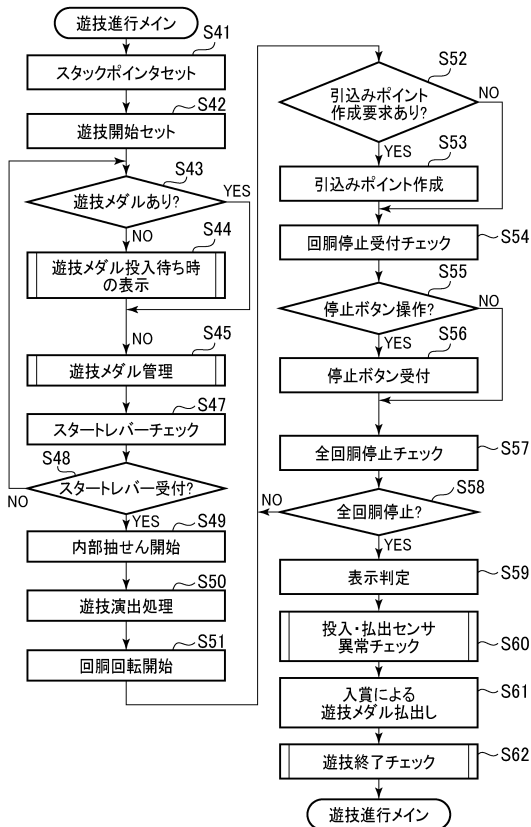 遊技進行メイン
S41
スタックポインタセット
S42
遊技開始セット
S43
遊技メダルあり?
YES
NO
S44
遊技メダル投入待ち時
の表示
NO
S45
遊技メダル管理
S47
スタートレバーチェック
S48
スタートレバー受付?
NO
YES
S49
内部抽せん開始
S50
遊技演出処理
S51
回胴回転開始
S52
引込みポイント
作成要求あり?
NO
YES
S53
引込みポイント作成
S54
回胴停止受付チェック
S55
停止ボタン操作?
NO
YES
S56
停止ボタン受付
S57
全回胴停止チェック
S58
全回胴停止?
NO
YES
S59
表示判定
S60
投入・払出センサ
異常チェック
S61
入賞による
遊技メダル払出し
S62
遊技終了チェック
遊技進行メイン